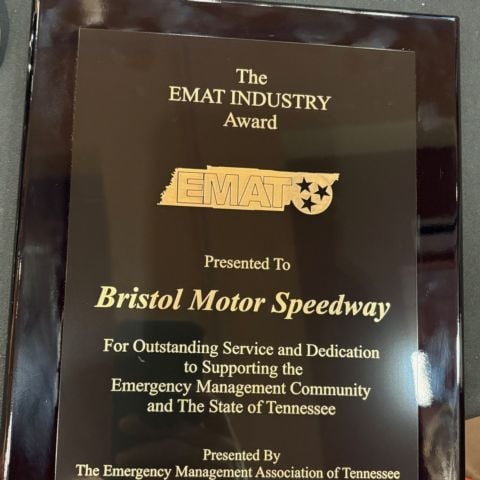 The
EMAT INDUSTRY
Award
EMAT
Presented To
Bristol Motor Speedway
For Outstanding Service and Dedication
to Supporting the
Emergency Management Community
and The State of Tennessee
Presented By
The Emergency Management Association of Tennessee